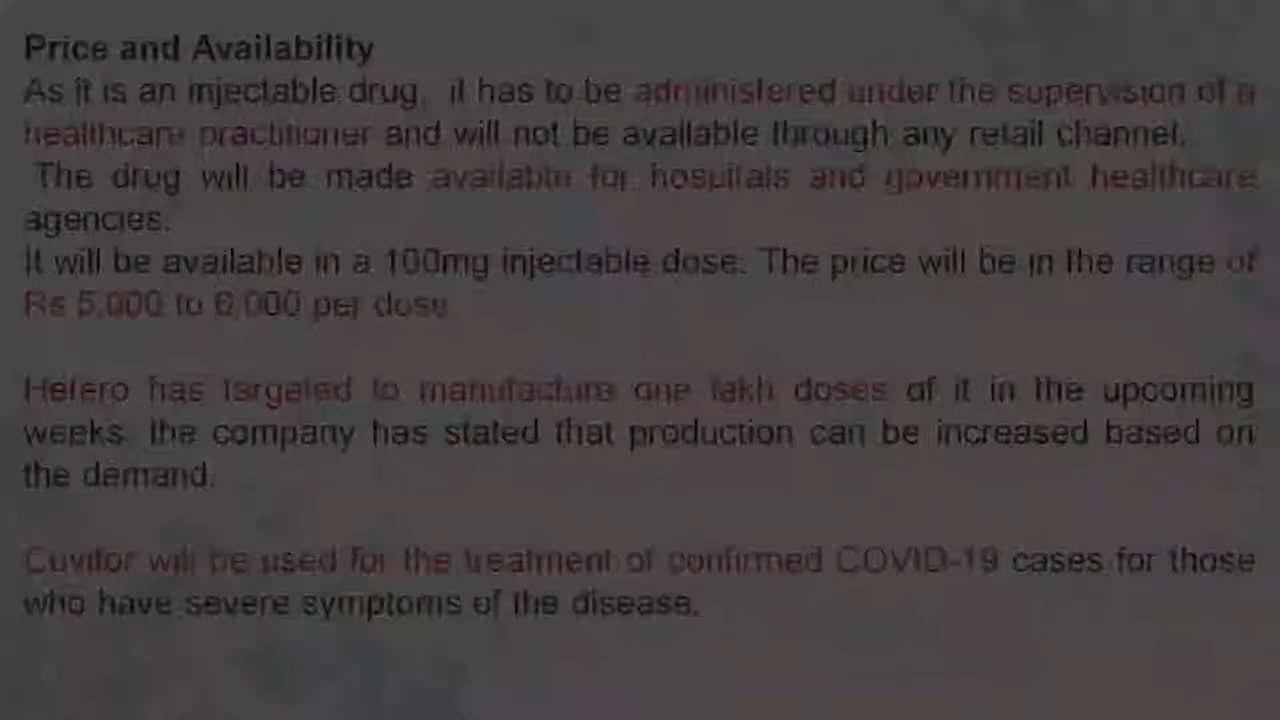 Price and Availability
As it is an injectable drug, it has to be administered under the supervision of a
healthcare practitioner and will not be available through any retail channel.
The drug will be made available for hospitals and government healthcare
agencies.
It will be available in a 100mg injectable dose. The price will be in the range of
Rs 5,000 to 6,000 per dose
Hetero has targeted to manufacture one lakh doses of it in the upcoming
weeks. the company has stated that production can be increased based on
the demand.
Cuvifor will be used for the treatment of confirmed COVID-19 cases for those
who have severe symptoms of the disease.